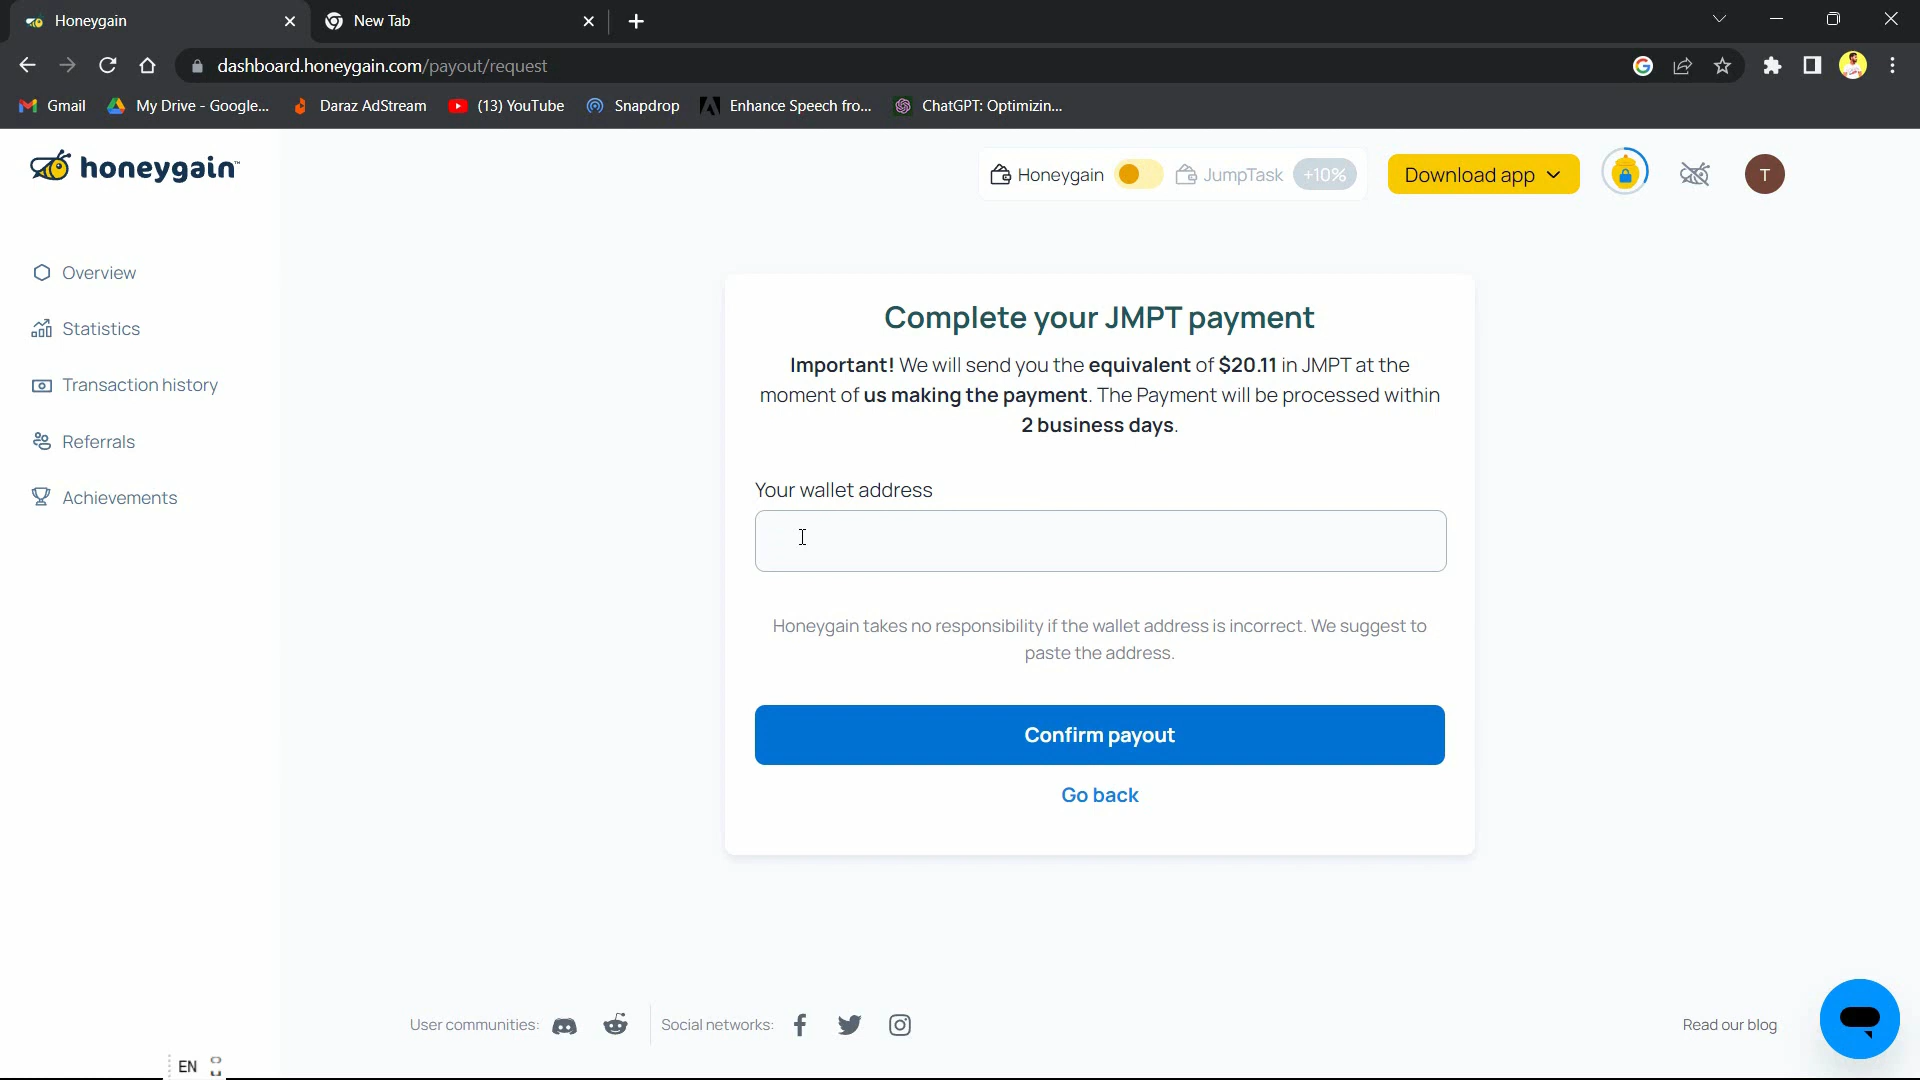 Honeygain
New Tab
dashboard.honeygain.com/payout/request
Gmail
My Drive - Google...
Daraz AdStream
(13) YouTube
Snapdrop
Enhance Speech fro...
ChatGPT: Optimizin...
honeygain™
Honeygain
JumpTask
+10%
Download app
T
Overview
Statistics
Transaction history
Referrals
Achievements
Complete your JMPT payment
Important! We will send you the equivalent of $20.11 in JMPT at the
moment of us making the payment. The Payment will be processed within
2 business days.
Your wallet address
Honeygain takes no responsibility if the wallet address is incorrect. We suggest to
paste the address.
Confirm payout
Go back
User communities:
Social networks:
Read our blog
EN